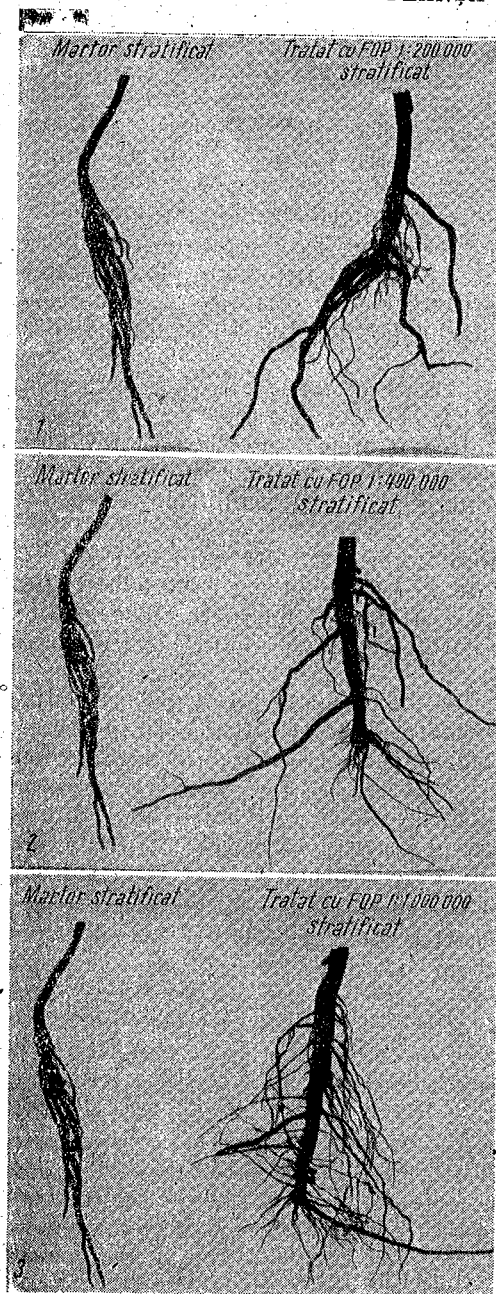 Martor stratificat
Tratat cu FOP 1:200.000
stratificat
1
Martor stratificat
Tratat cu FOP 1:400.000
stratificat
2
Martor stratificat
Tratat cu FOP 1:1000.000
stratificat
3